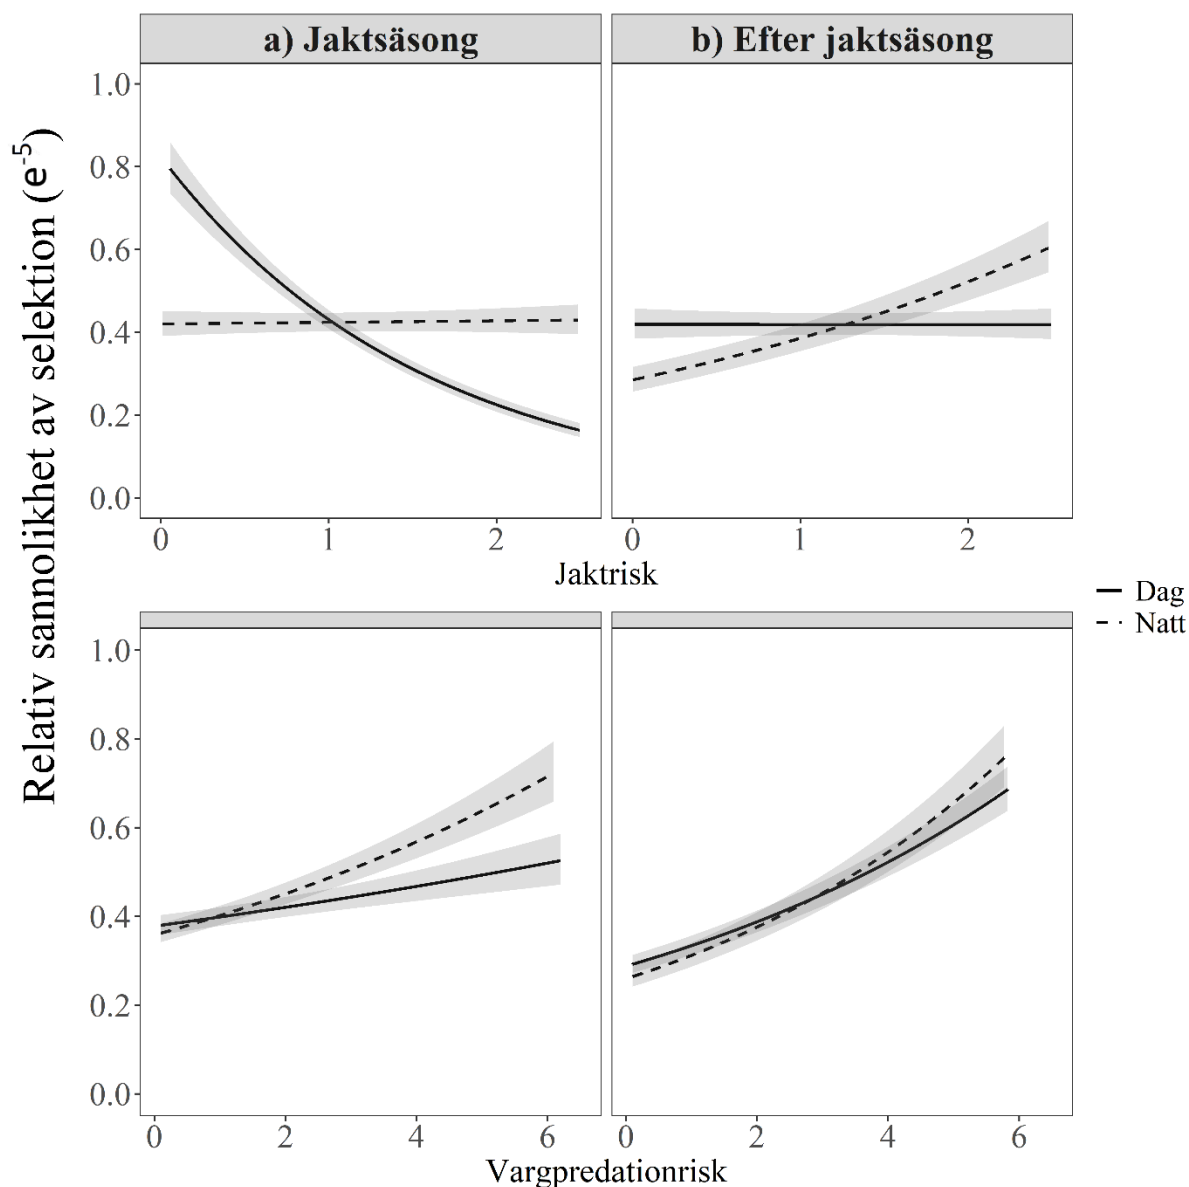 a) Jaktsäsong
b) Efter jaktsäsong
Relativ sannolikhet av selektion (e⁻⁵)
1.0
0.8
0.6
0.4
0.2
0.0
0 1 2
0 1 2
Jaktrisk
Dag
Natt
1.0
0.8
0.6
0.4
0.2
0.0
0 2 4 6
0 2 4 6
Vargpredationrisk